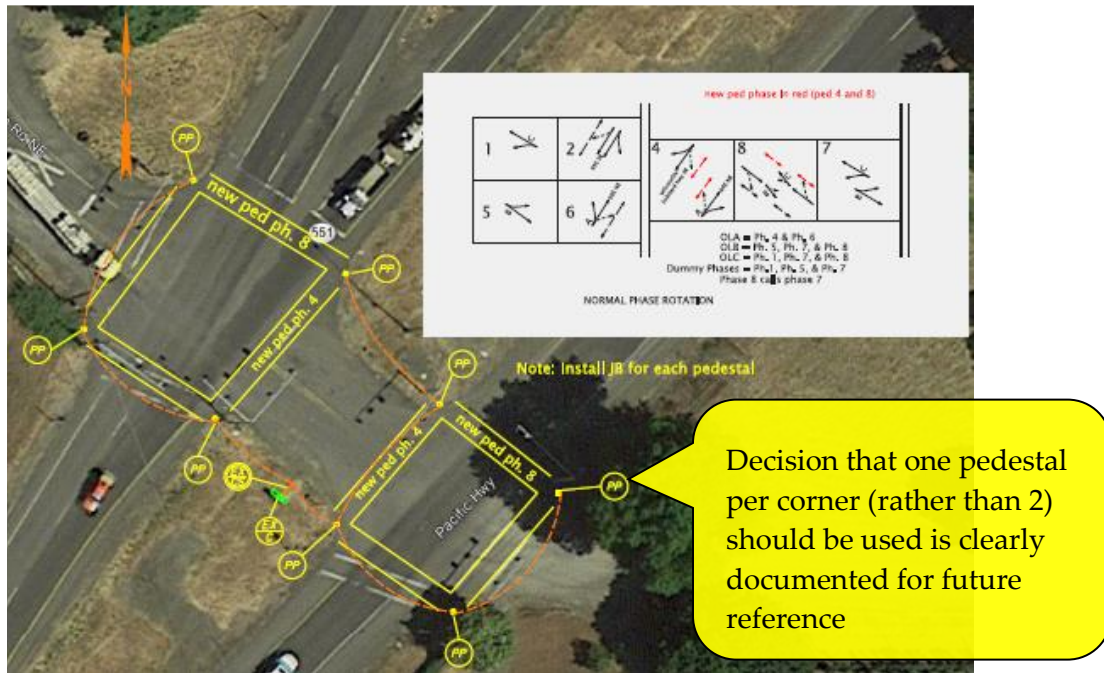 N
Rd NE
PP
new ped ph. 8
551
PP
new ped ph. 4
PP
PP
PP
new ped ph. 4
new ped ph. 8
PP
Pacific Hwy
EX
C
PP
PP
Note: Install JB for each pedestal
new ped phase in red (ped 4 and 8)
1
2
4
8
7
5
6
OLA = Ph. 4 & Ph. 6
OLB = Ph. 5, Ph. 7, & Ph. 8
OLC = Ph. 1, Ph. 7, & Ph. 8
Dummy Phases = Ph.1, Ph. 5, & Ph. 7
Phase 8 calls phase 7
NORMAL PHASE ROTATION
Decision that one pedestal
per corner (rather than 2)
should be used is clearly
documented for future
reference